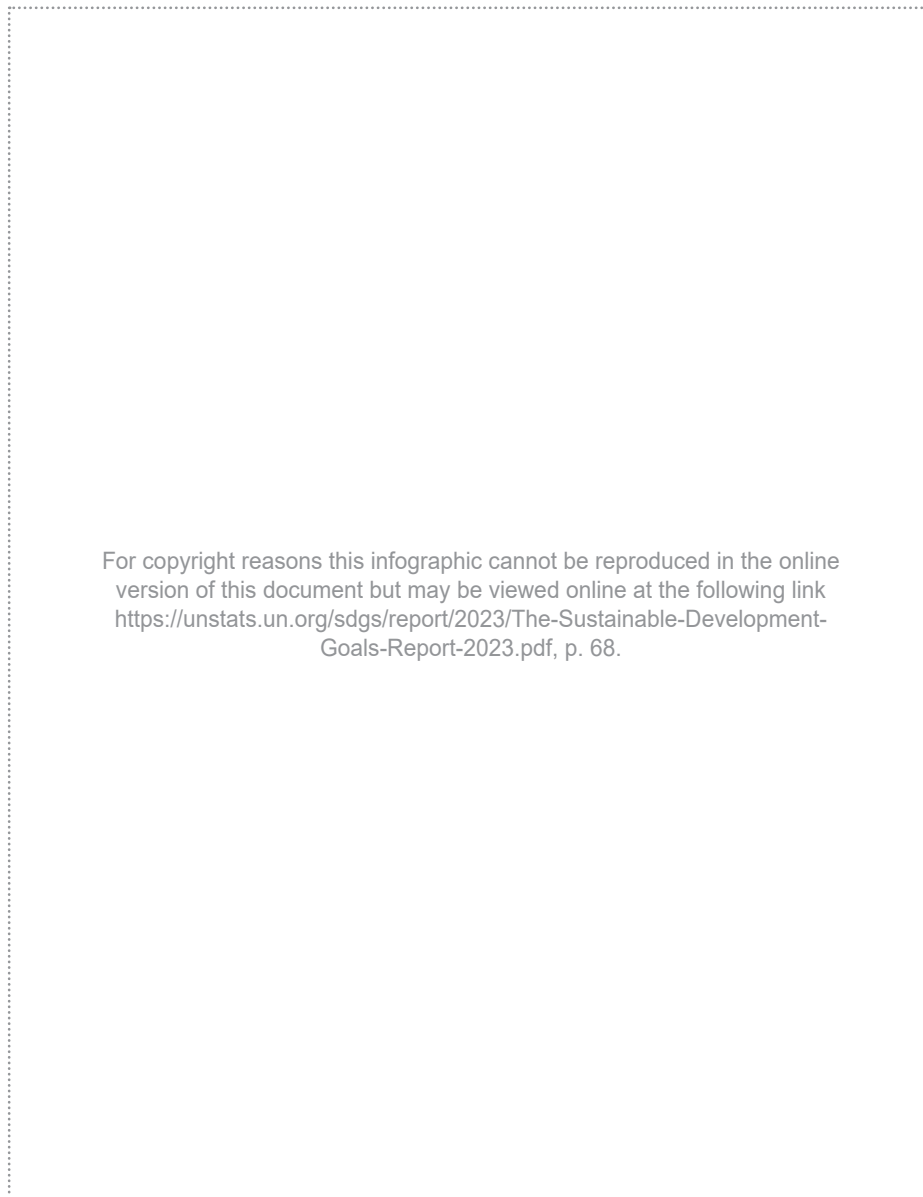 For copyright reasons this infographic cannot be reproduced in the online
version of this document but may be viewed online at the following link
https://unstats.un.org/sdgs/report/2023/The-Sustainable-Development-
Goals-Report-2023.pdf, p. 68.